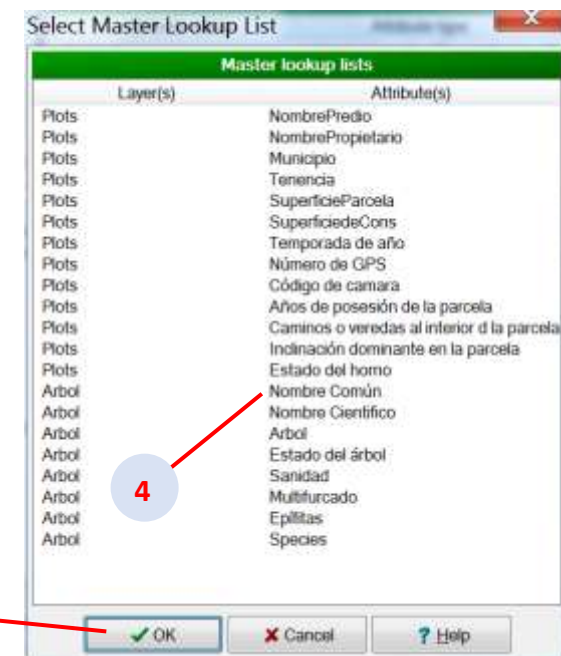 Select Master Lookup List
Master lookup lists
Layer(s) Attribute(s)
Plots NombrePredio
Plots NombrePropietario
Plots Municipio
Plots Tenencia
Plots SuperficieParcela
Plots SuperficiedeCons
Plots Temporada de año
Plots Número de GPS
Plots Código de camara
Plots Años de posesión de la parcela
Plots Caminos o veredas al interior d la parcela
Plots Inclinación dominante en la parcela
Plots Estado del horno
Arbol Nombre Común
Arbol Nombre Cientifico
Arbol Arbol
Arbol Estado del árbol
Arbol Sanidad
Arbol Multifurcado
Arbol Epífitas
Arbol Species
4
OK Cancel ? Help